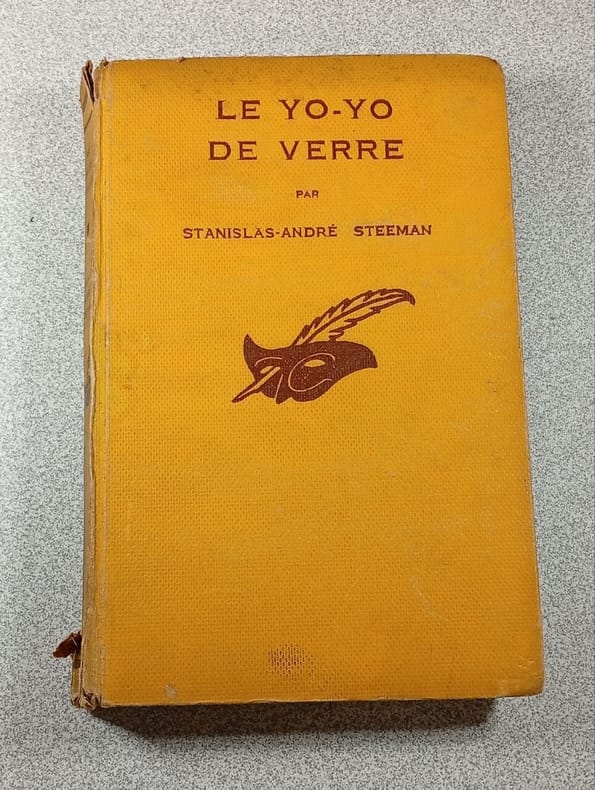 LE YO-YO
DE VERRE
PAR
STANISLAS-ANDRÉ STEEMAN